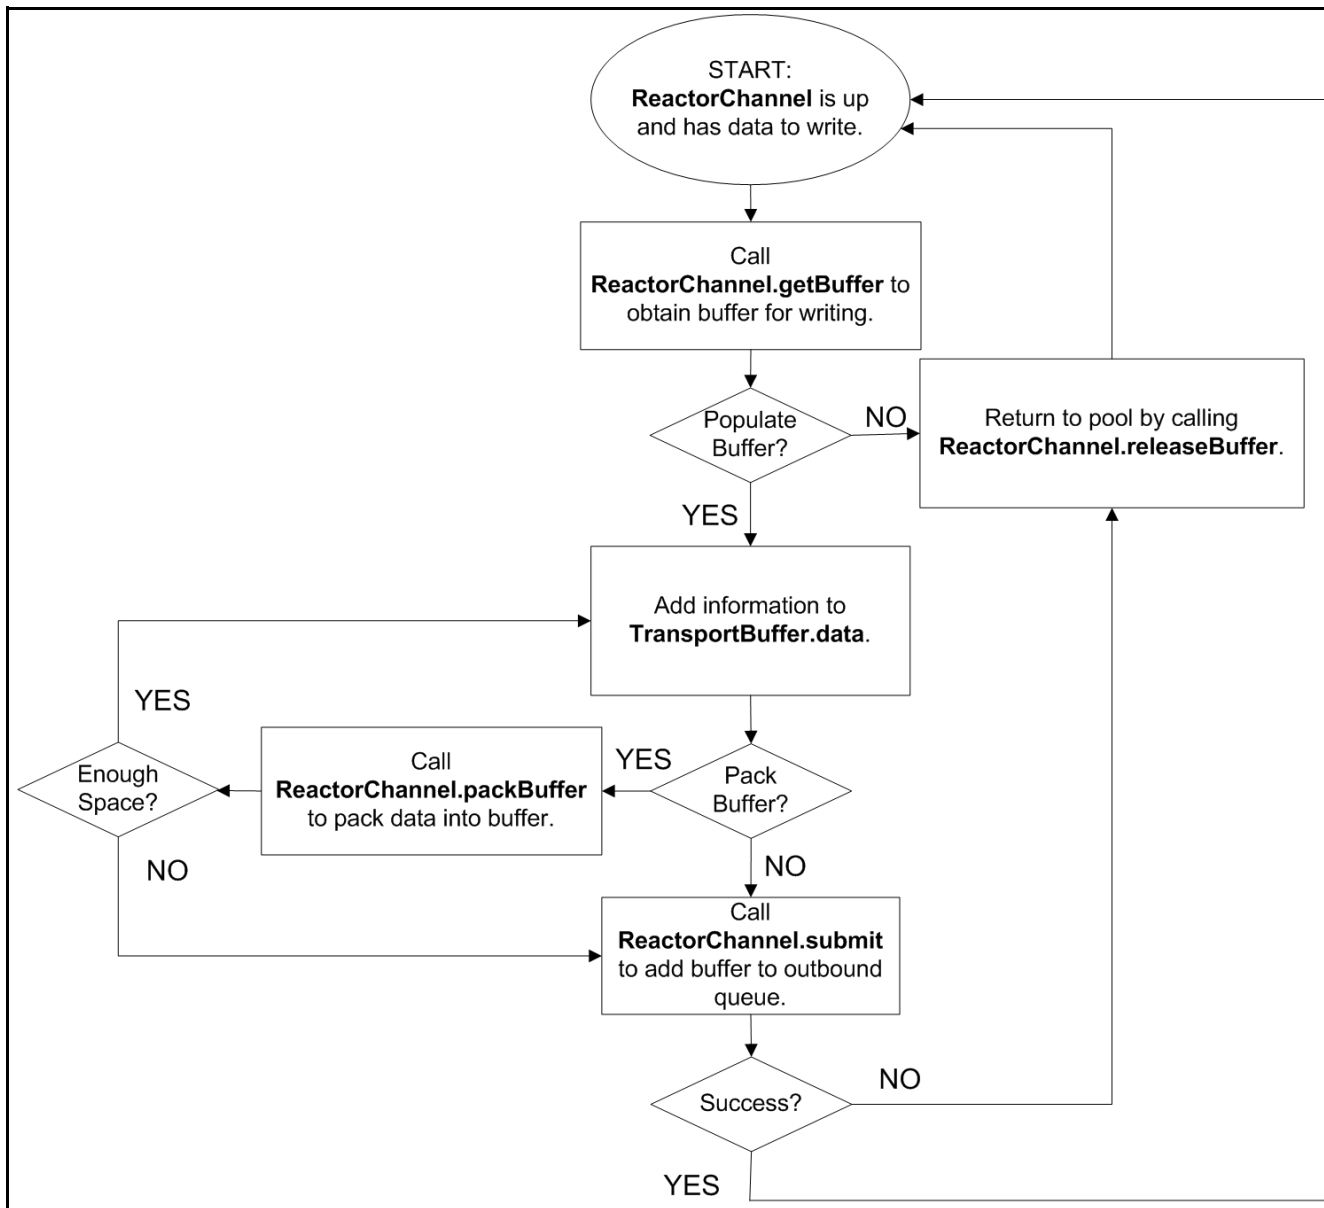 START:
ReactorChannel is up
and has data to write.
Call
ReactorChannel.getBuffer to
obtain buffer for writing.
Populate
Buffer?
NO
Return to pool by calling
ReactorChannel.releaseBuffer.
YES
Add information to
TransportBuffer.data.
YES
Enough
Space?
Call
ReactorChannel.packBuffer
to pack data into buffer.
YES
Pack
Buffer?
NO
NO
Call
ReactorChannel.submit
to add buffer to outbound
queue.
Success?
NO
YES